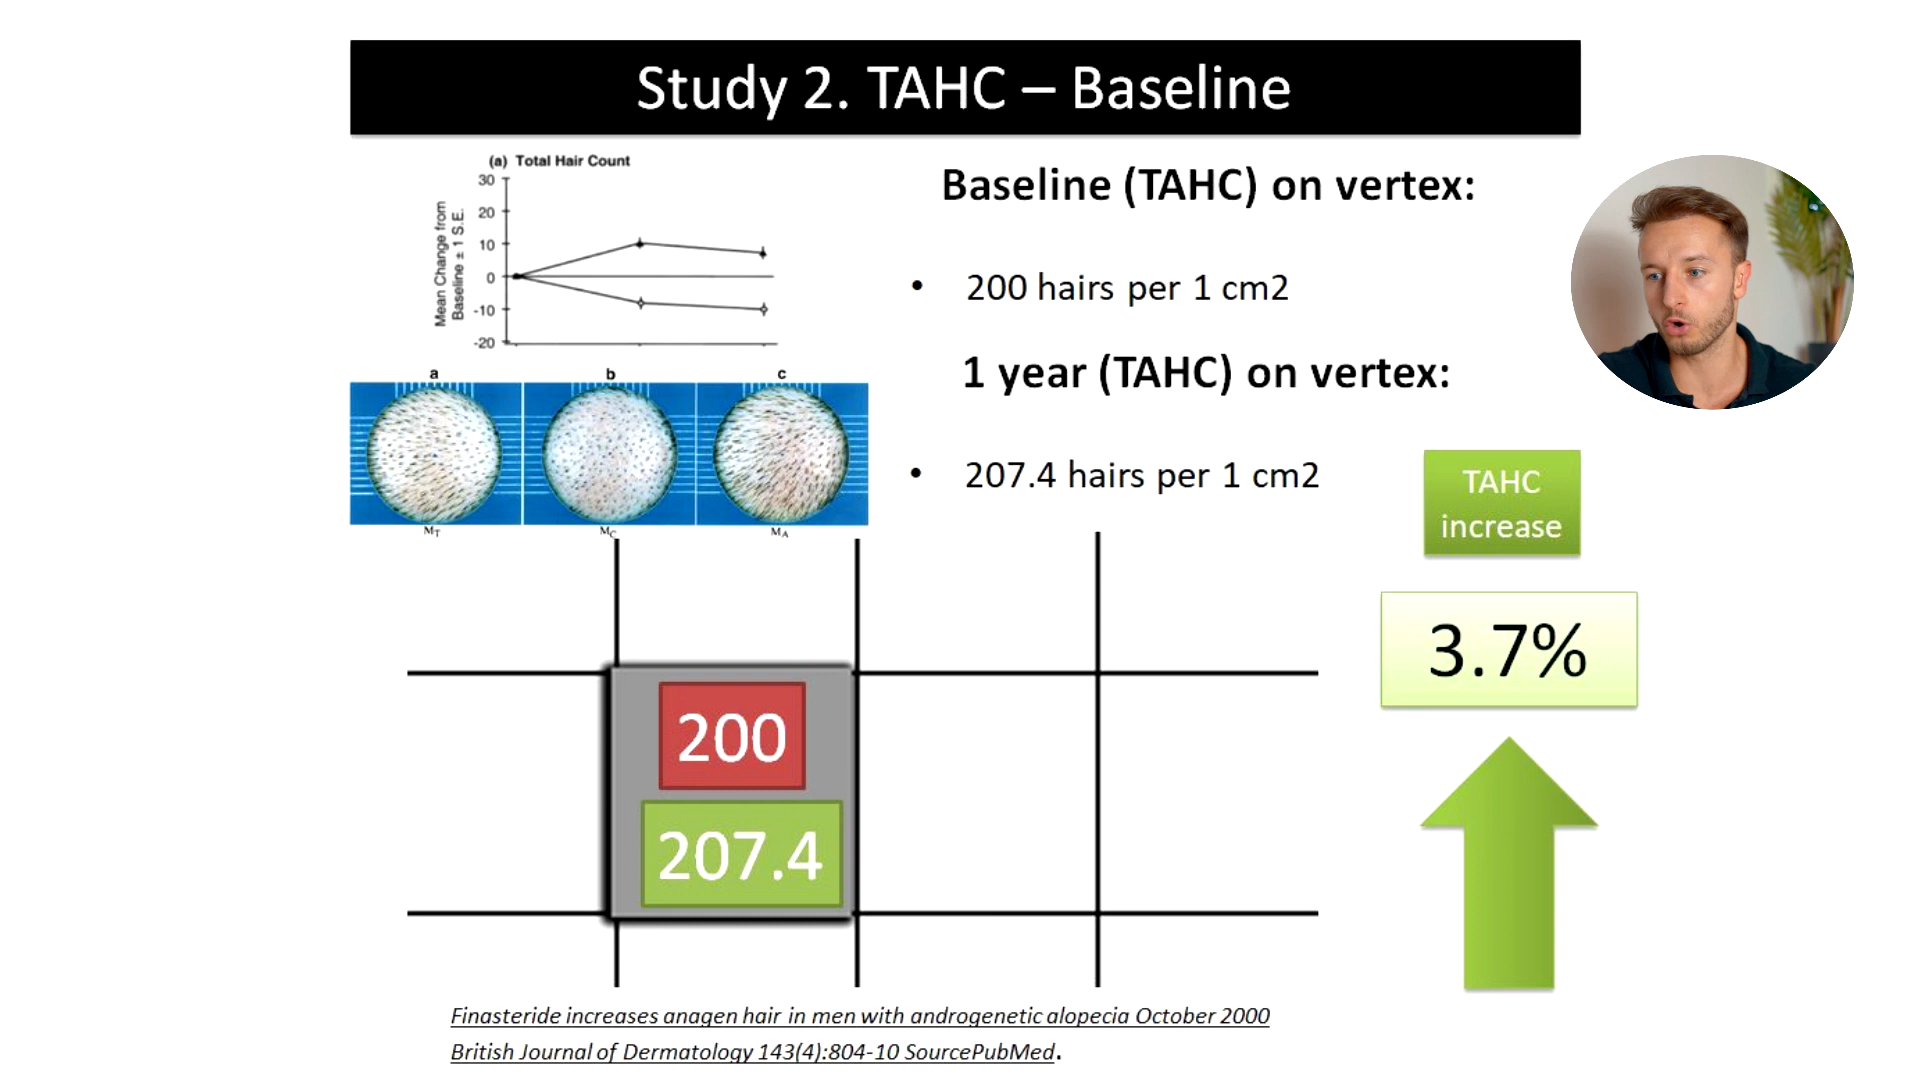 Study 2. TAHC – Baseline
(a) Total Hair Count
30
20
10
0
-10
-20
Mean Change from
Baseline ± 1 S.E.
a
b
c
M_T
M_C
M_A
Baseline (TAHC) on vertex:
• 200 hairs per 1 cm2
1 year (TAHC) on vertex:
• 207.4 hairs per 1 cm2
TAHC
increase
3.7%
200
207.4
Finasteride increases anagen hair in men with androgenetic alopecia October 2000
British Journal of Dermatology 143(4):804-10 SourcePubMed.